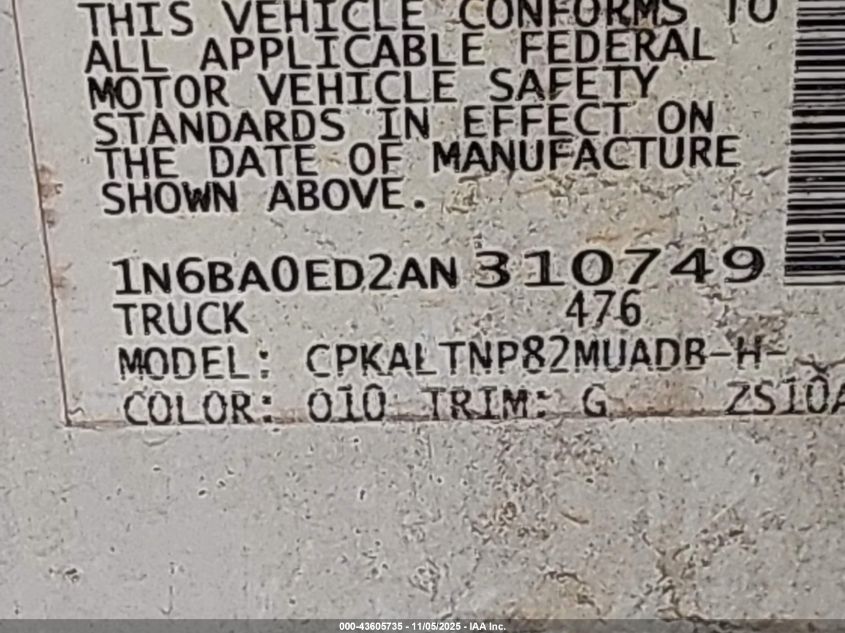 THIS VEHICLE CONFORMS TO
ALL APPLICABLE FEDERAL
MOTOR VEHICLE SAFETY
STANDARDS IN EFFECT ON
THE DATE OF MANUFACTURE
SHOWN ABOVE.
1N6BA0ED2AN310749
TRUCK 476
MODEL: CPKALTNP82MUADB-H-
COLOR: 010 TRIM: G ZS10A
000-43605735 - 11/05/2025 - IAA Inc.